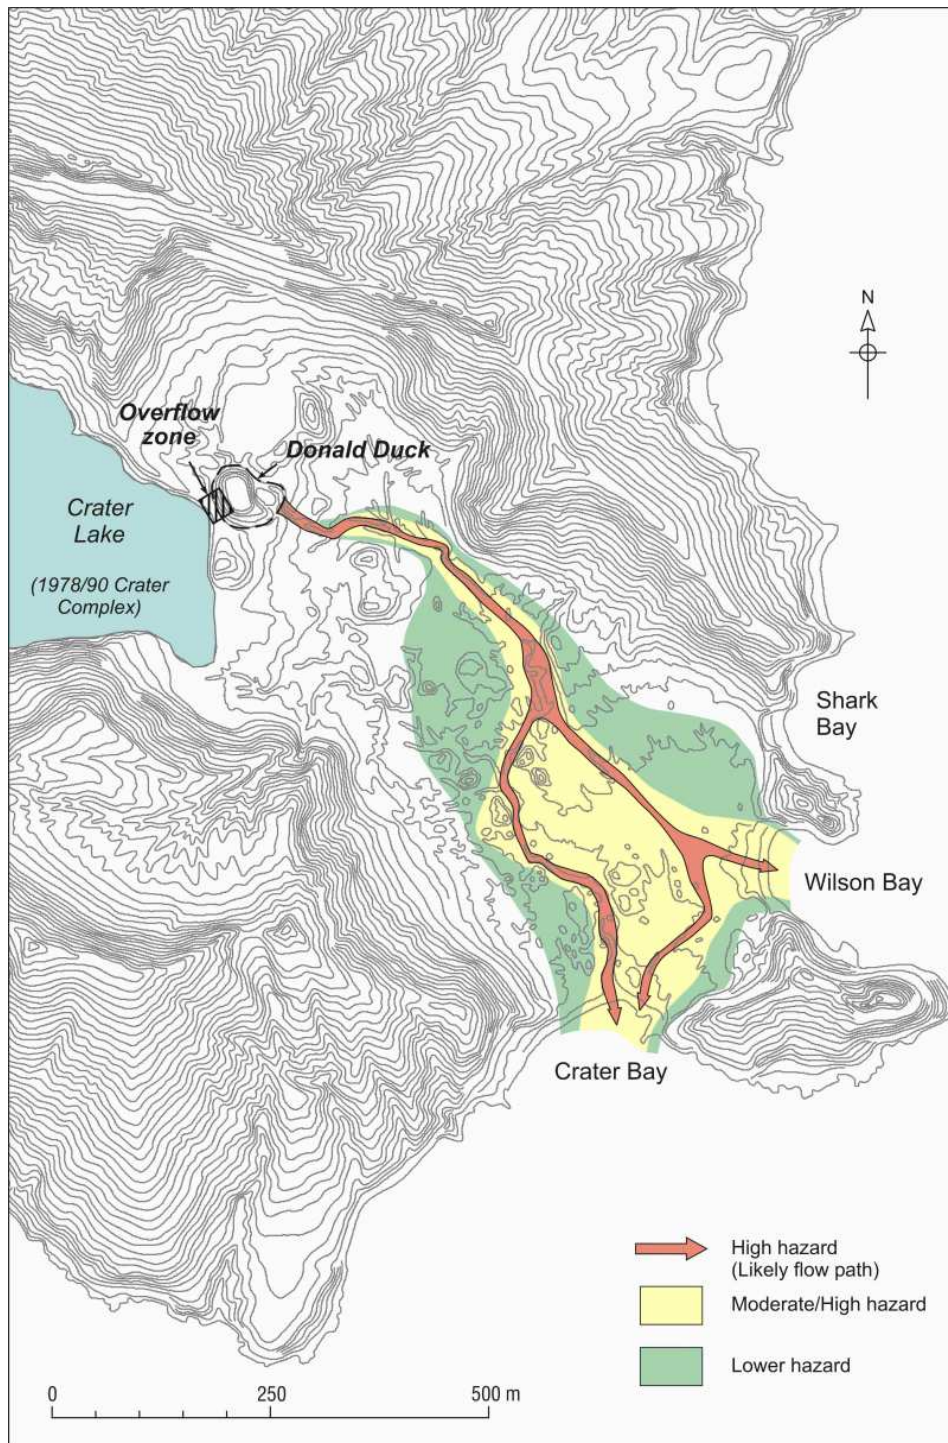 N
Overflow
zone
Donald Duck
Crater
Lake
(1978/90 Crater
Complex)
Shark
Bay
Wilson Bay
Crater Bay
High hazard
(Likely flow path)
Moderate/High hazard
Lower hazard
0 250 500 m